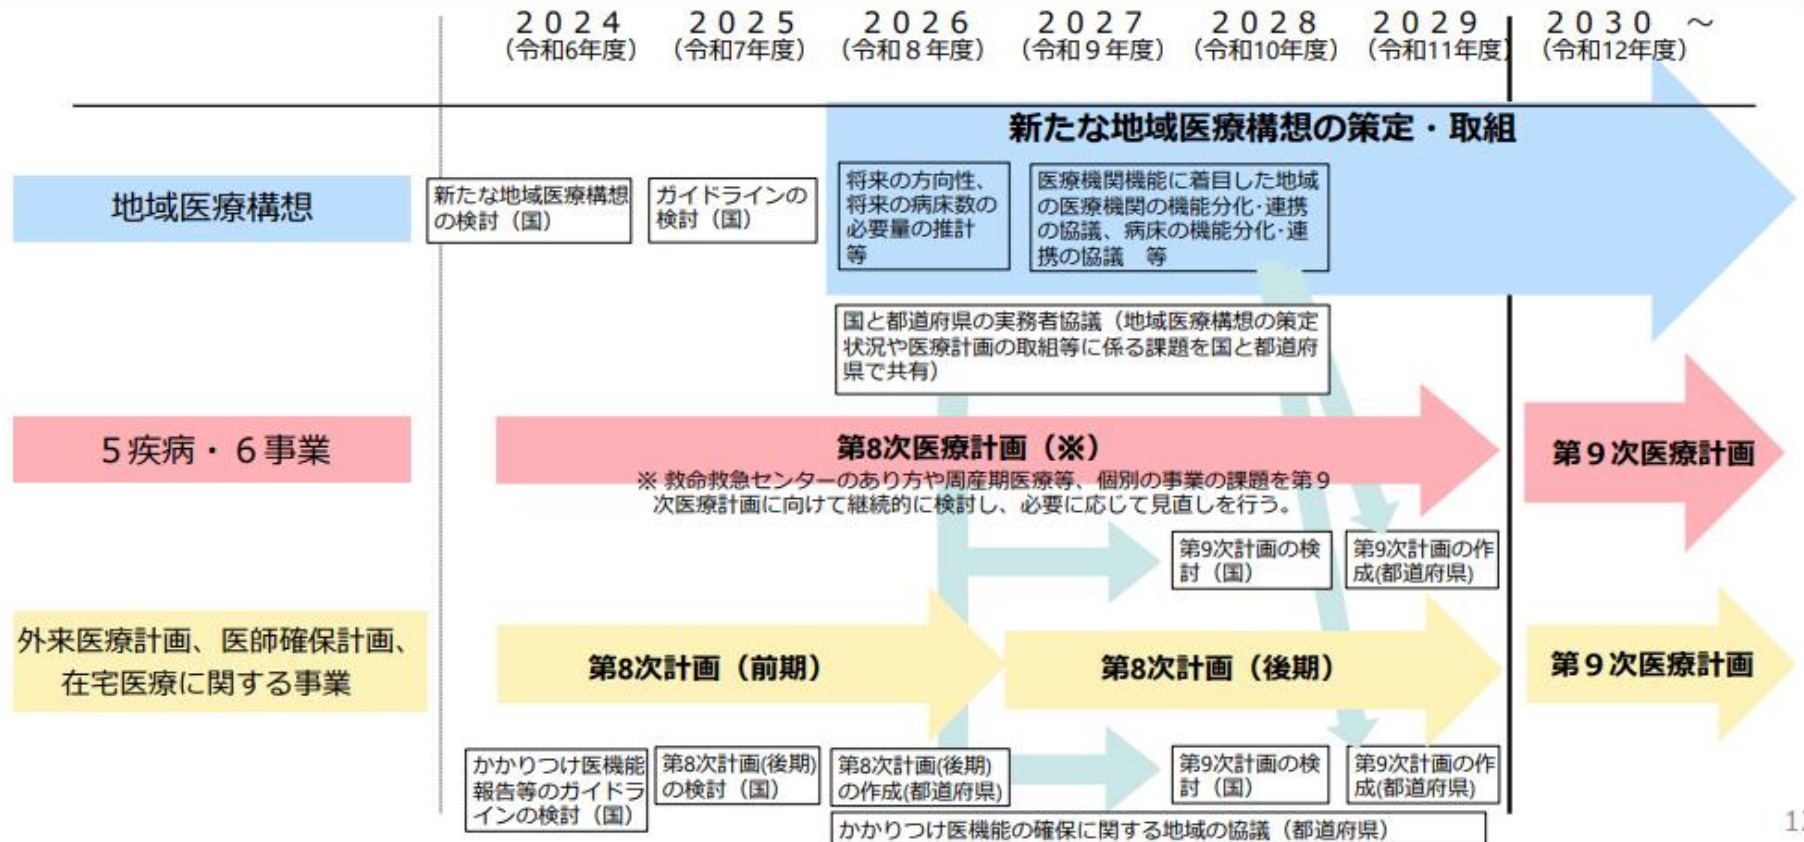 ２０２４
（令和6年度）
２０２５
（令和7年度）
２０２６
（令和８年度）
２０２７
（令和９年度）
２０２８
（令和10年度）
２０２９
（令和11年度）
２０３０　～
（令和12年度）
新たな地域医療構想の策定・取組
地域医療構想
新たな地域医療構想
の検討（国）
ガイドラインの
検討（国）
将来の方向性、
将来の病床数の
必要量の推計
等
医療機関機能に着目した地域
の医療機関の機能分化･連携
の協議、病床の機能分化･連
携の協議　等
国と都道府県の実務者協議（地域医療構想の策定
状況や医療計画の取組等に係る課題を国と都道府
県で共有）
５疾病・６事業
第8次医療計画（※）
※ 救命救急センターのあり方や周産期医療等、個別の事業の課題を第９
次医療計画に向けて継続的に検討し、必要に応じて見直しを行う。
第９次医療計画
第9次計画の検
討（国）
第9次計画の作
成(都道府県)
外来医療計画、医師確保計画、
在宅医療に関する事業
第8次計画（前期）
第8次計画（後期）
第９次医療計画
かかりつけ医機能
報告等のガイドラ
インの検討（国）
第8次計画(後期)
の検討（国）
第8次計画(後期)
の作成(都道府県)
第9次計画の検
討（国）
第9次計画の作
成(都道府県)
かかりつけ医機能の確保に関する地域の協議（都道府県）